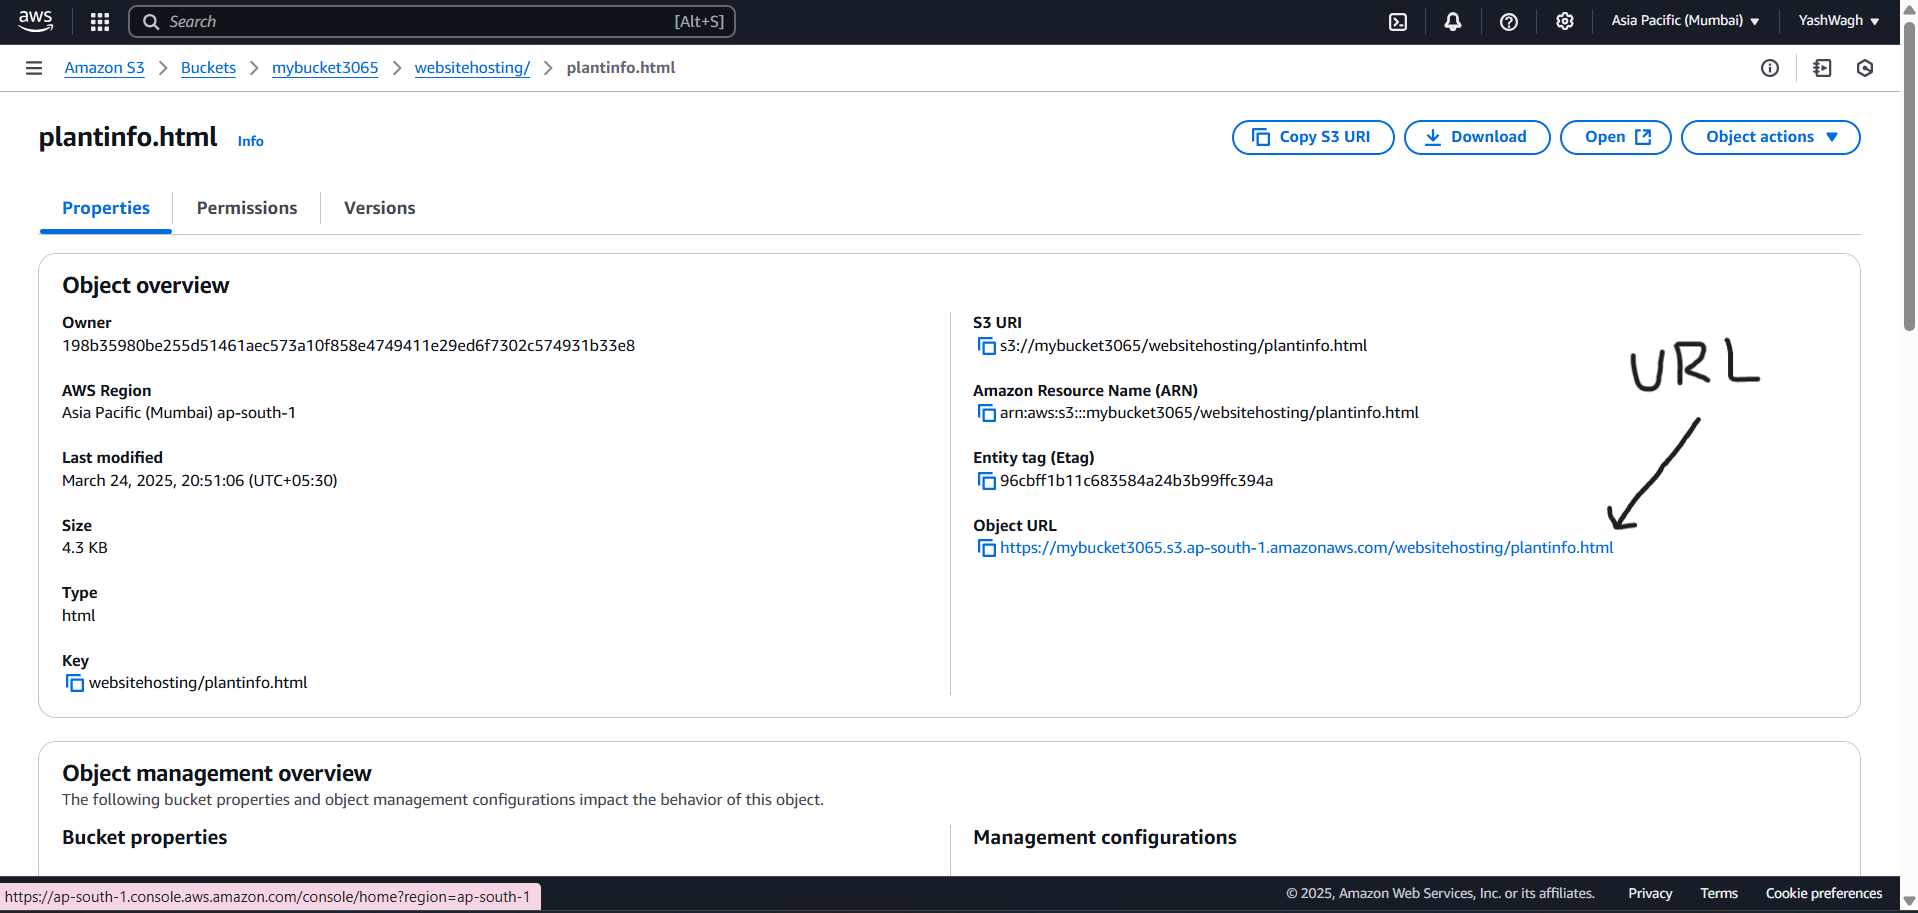 aws Search [Alt+S] Asia Pacific (Mumbai) YashWagh
Amazon S3 Buckets mybucket3065 websitehosting/ plantinfo.html
plantinfo.html Info Copy S3 URI Download Open Object actions
Properties Permissions Versions
Object overview
Owner
198b35980be255d51461aec573a10f858e4749411e29ed6f7302c574931b33e8
AWS Region
Asia Pacific (Mumbai) ap-south-1
Last modified
March 24, 2025, 20:51:06 (UTC+05:30)
Size
4.3 KB
Type
html
Key
websitehosting/plantinfo.html
S3 URI
s3://mybucket3065/websitehosting/plantinfo.html
Amazon Resource Name (ARN)
arn:aws:s3:::mybucket3065/websitehosting/plantinfo.html
Entity tag (Etag)
96cbff1b11c683584a24b3b99ffc394a
Object URL
https://mybucket3065.s3.ap-south-1.amazonaws.com/websitehosting/plantinfo.html
URL
Object management overview
The following bucket properties and object management configurations impact the behavior of this object.
Bucket properties
Management configurations
https://ap-south-1.console.aws.amazon.com/console/home?region=ap-south-1
© 2025, Amazon Web Services, Inc. or its affiliates. Privacy Terms Cookie preferences